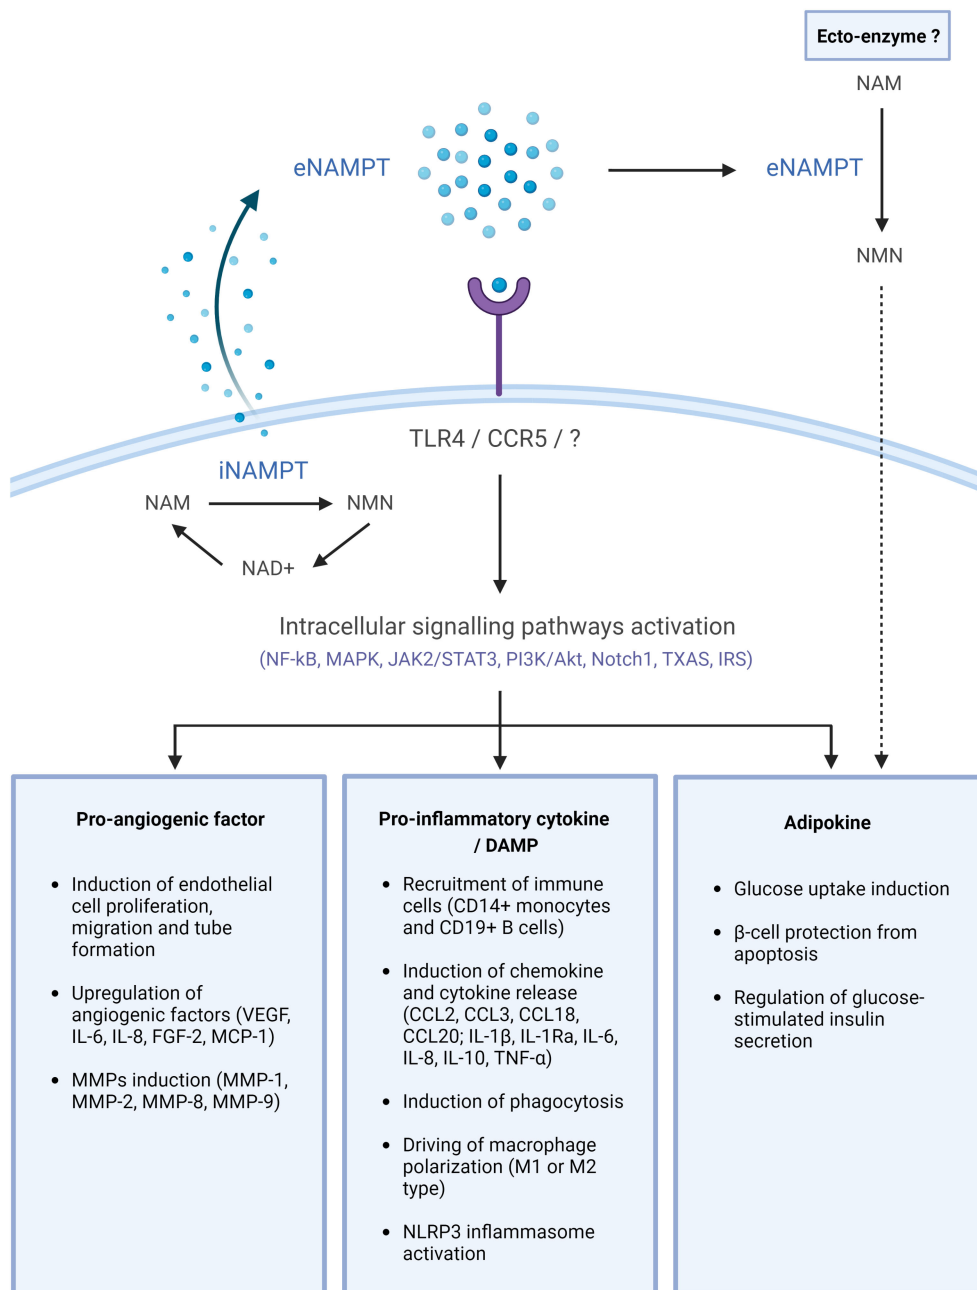 Ecto-enzyme ?
NAM
eNAMPT
eNAMPT
NMN
TLR4 / CCR5 / ?
iNAMPT
NAM
NMN
NAD+
Intracellular signalling pathways activation
(NF-kB, MAPK, JAK2/STAT3, PI3K/Akt, Notch1, TXAS, IRS)
Pro-angiogenic factor
• Induction of endothelial
cell proliferation,
migration and tube
formation
• Upregulation of
angiogenic factors (VEGF,
IL-6, IL-8, FGF-2, MCP-1)
• MMPs induction (MMP-1,
MMP-2, MMP-8, MMP-9)
Pro-inflammatory cytokine
/ DAMP
• Recruitment of immune
cells (CD14+ monocytes
and CD19+ B cells)
• Induction of chemokine
and cytokine release
(CCL2, CCL3, CCL18,
CCL20; IL-1β, IL-1Ra, IL-6,
IL-8, IL-10, TNF-α)
• Induction of phagocytosis
• Driving of macrophage
polarization (M1 or M2
type)
• NLRP3 inflammasome
activation
Adipokine
• Glucose uptake induction
• β-cell protection from
apoptosis
• Regulation of glucose-
stimulated insulin
secretion